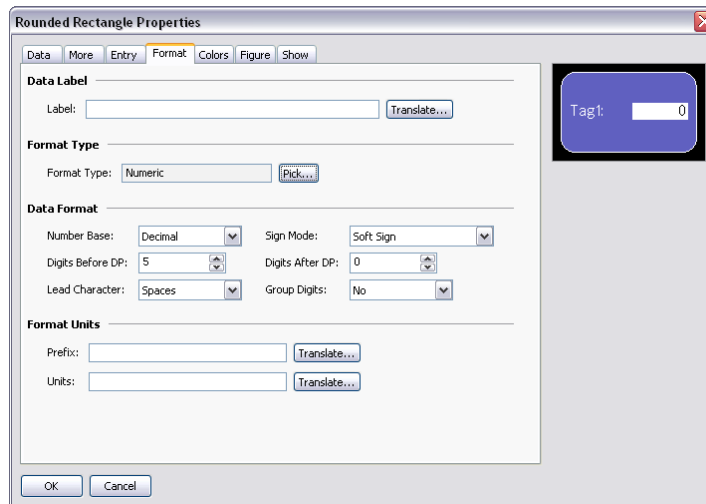 Rounded Rectangle Properties
Data More Entry Format Colors Figure Show
Data Label
Label: Translate...
Tag1: 0
Format Type
Format Type: Numeric Pick...
Data Format
Number Base: Decimal Sign Mode: Soft Sign
Digits Before DP: 5 Digits After DP: 0
Lead Character: Spaces Group Digits: No
Format Units
Prefix: Translate...
Units: Translate...
OK Cancel